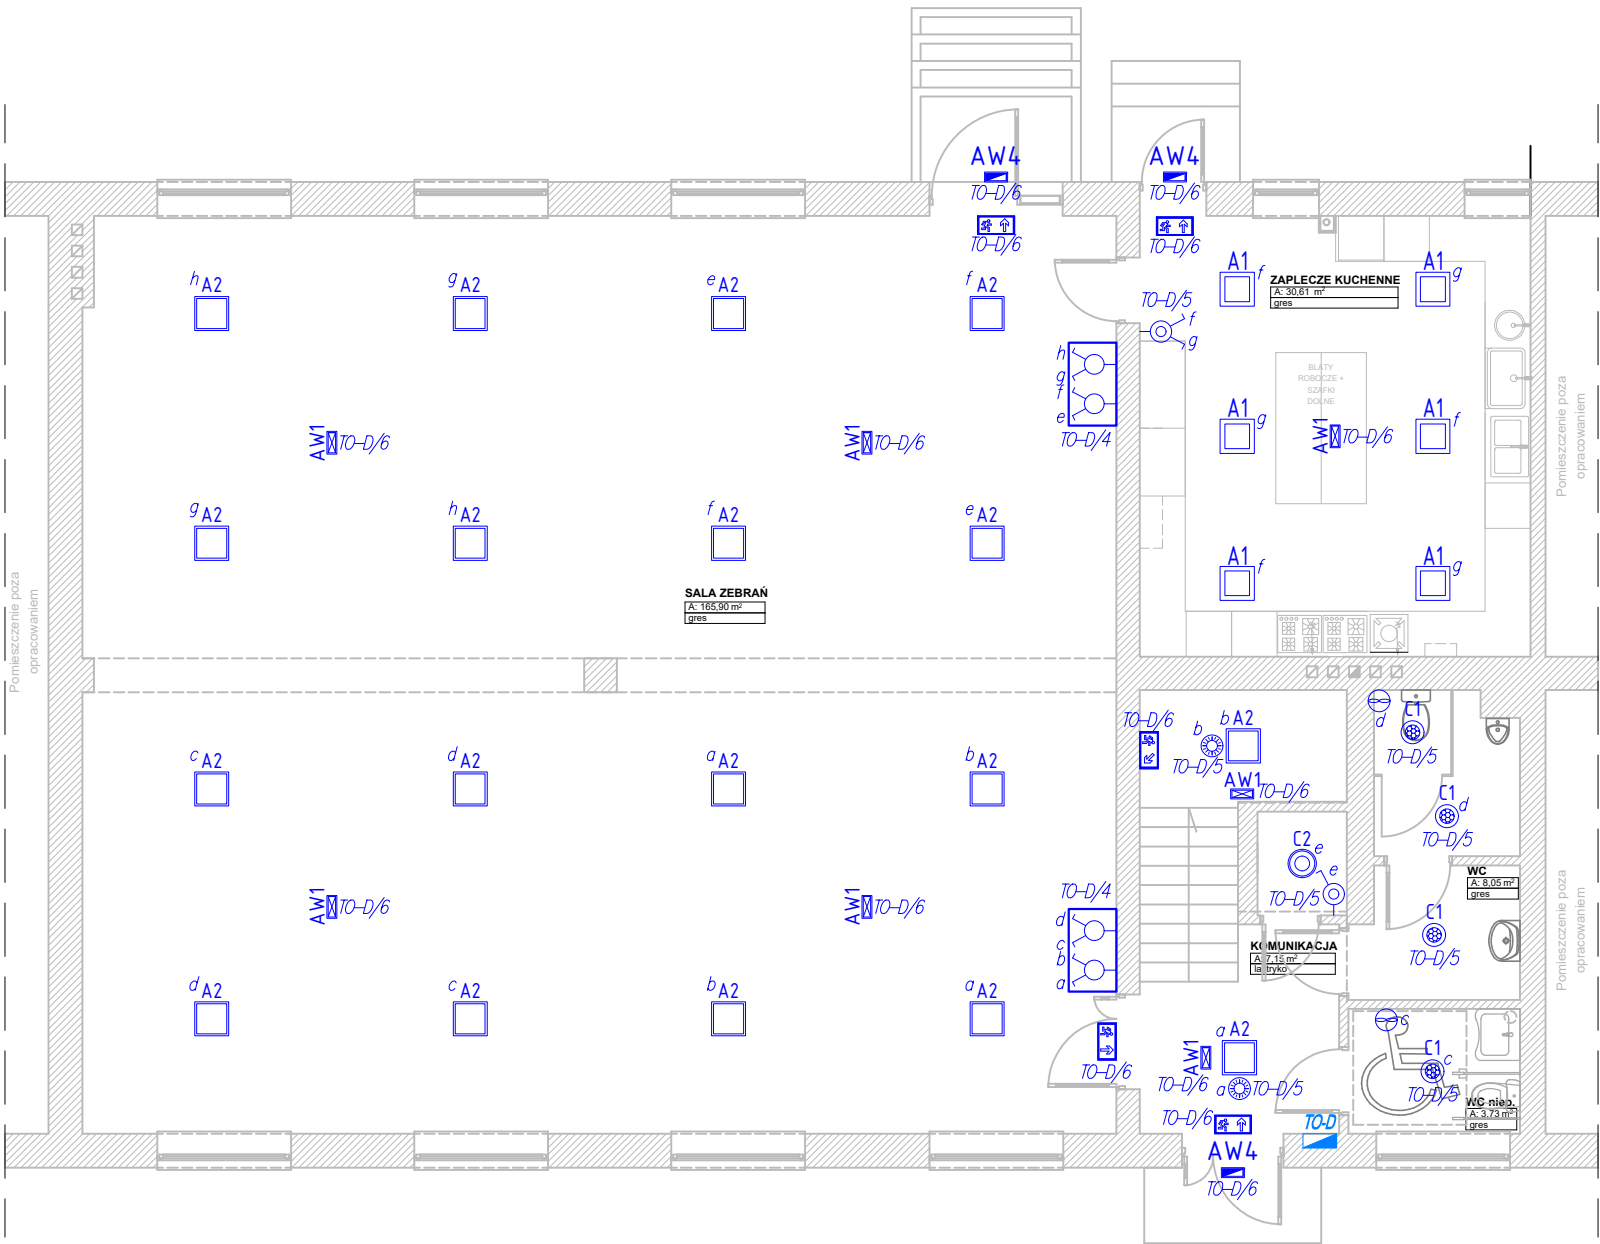 AW4
TO-D/6
TO-D/6
AW4
TO-D/6
TO-D/6
h A2
g A2
e A2
f A2
A1 f
A1 g
ZAPLECZE KUCHENNE
A: 30,61 m²
gres
TO-D/5
f
g
h
g
f
e
TO-D/4
BLATY
ROBOCZE +
SZAFKI
DOLNE
A1 g
A1 f
AW1 TO-D/6
AW1 TO-D/6
AW1 TO-D/6
Pomieszczenie poza
opracowaniem
g A2
h A2
f A2
e A2
A1 f
A1 g
SALA ZEBRAŃ
A: 165,90 m²
gres
Pomieszczenie poza
opracowaniem
TO-D/6
b
b A2
TO-D/5
AW1
TO-D/6
d
C1
TO-D/5
C1
d
TO-D/5
c A2
d A2
a A2
b A2
C2
e
e
TO-D/5
WC
A: 8,05 m²
gres
C1
TO-D/5
AW1 TO-D/6
AW1 TO-D/6
TO-D/4
d
c
b
a
KOMUNIKACJA
lastryko
Pomieszczenie poza
opracowaniem
d A2
c A2
b A2
a A2
TO-D/6
a A2
AW1
TO-D/6
a
TO-D/5
c
C1
c
TO-D/5
WC niep.
A: 3,73 m²
gres
TO-D/6
TO-D
AW4
TO-D/6